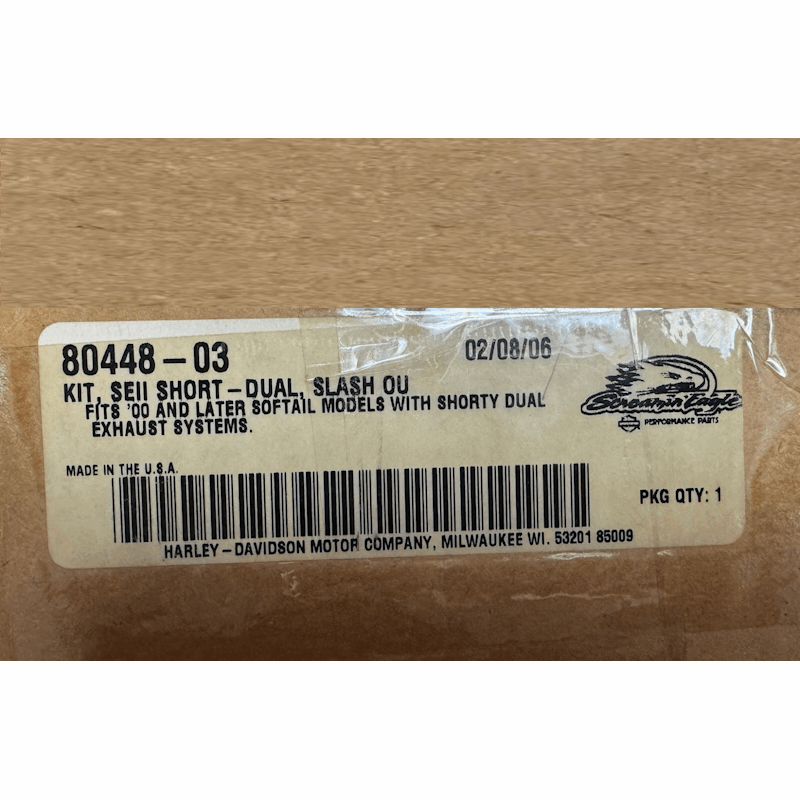 80448-03
02/08/06
KIT, SEII SHORT-DUAL, SLASH OU
FITS '00 AND LATER SOFTAIL MODELS WITH SHORTY DUAL
EXHAUST SYSTEMS.
Screamin' Eagle
PERFORMANCE PARTS
MADE IN THE U.S.A.
PKG QTY: 1
HARLEY-DAVIDSON MOTOR COMPANY, MILWAUKEE WI. 53201 85009